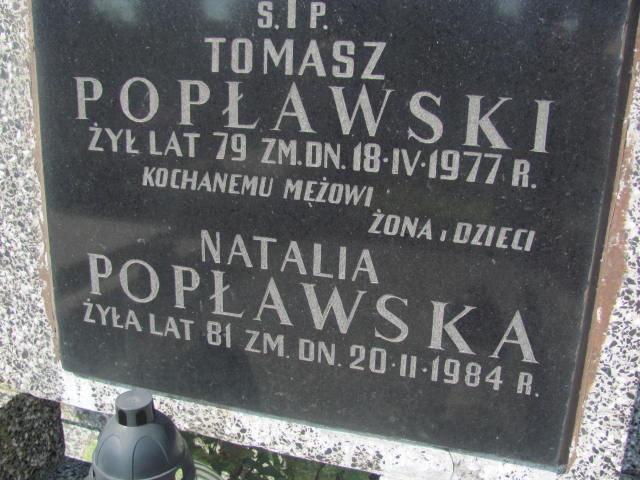 Ś.†P.
TOMASZ
POPŁAWSKI
ŻYŁ LAT 79 ZM.DN. 18·IV·1977 R.
KOCHANEMU MĘŻOWI
ŻONA I DZIECI
NATALIA
POPŁAWSKA
ŻYŁA LAT 81 ZM. DN. 20·II·1984 R.